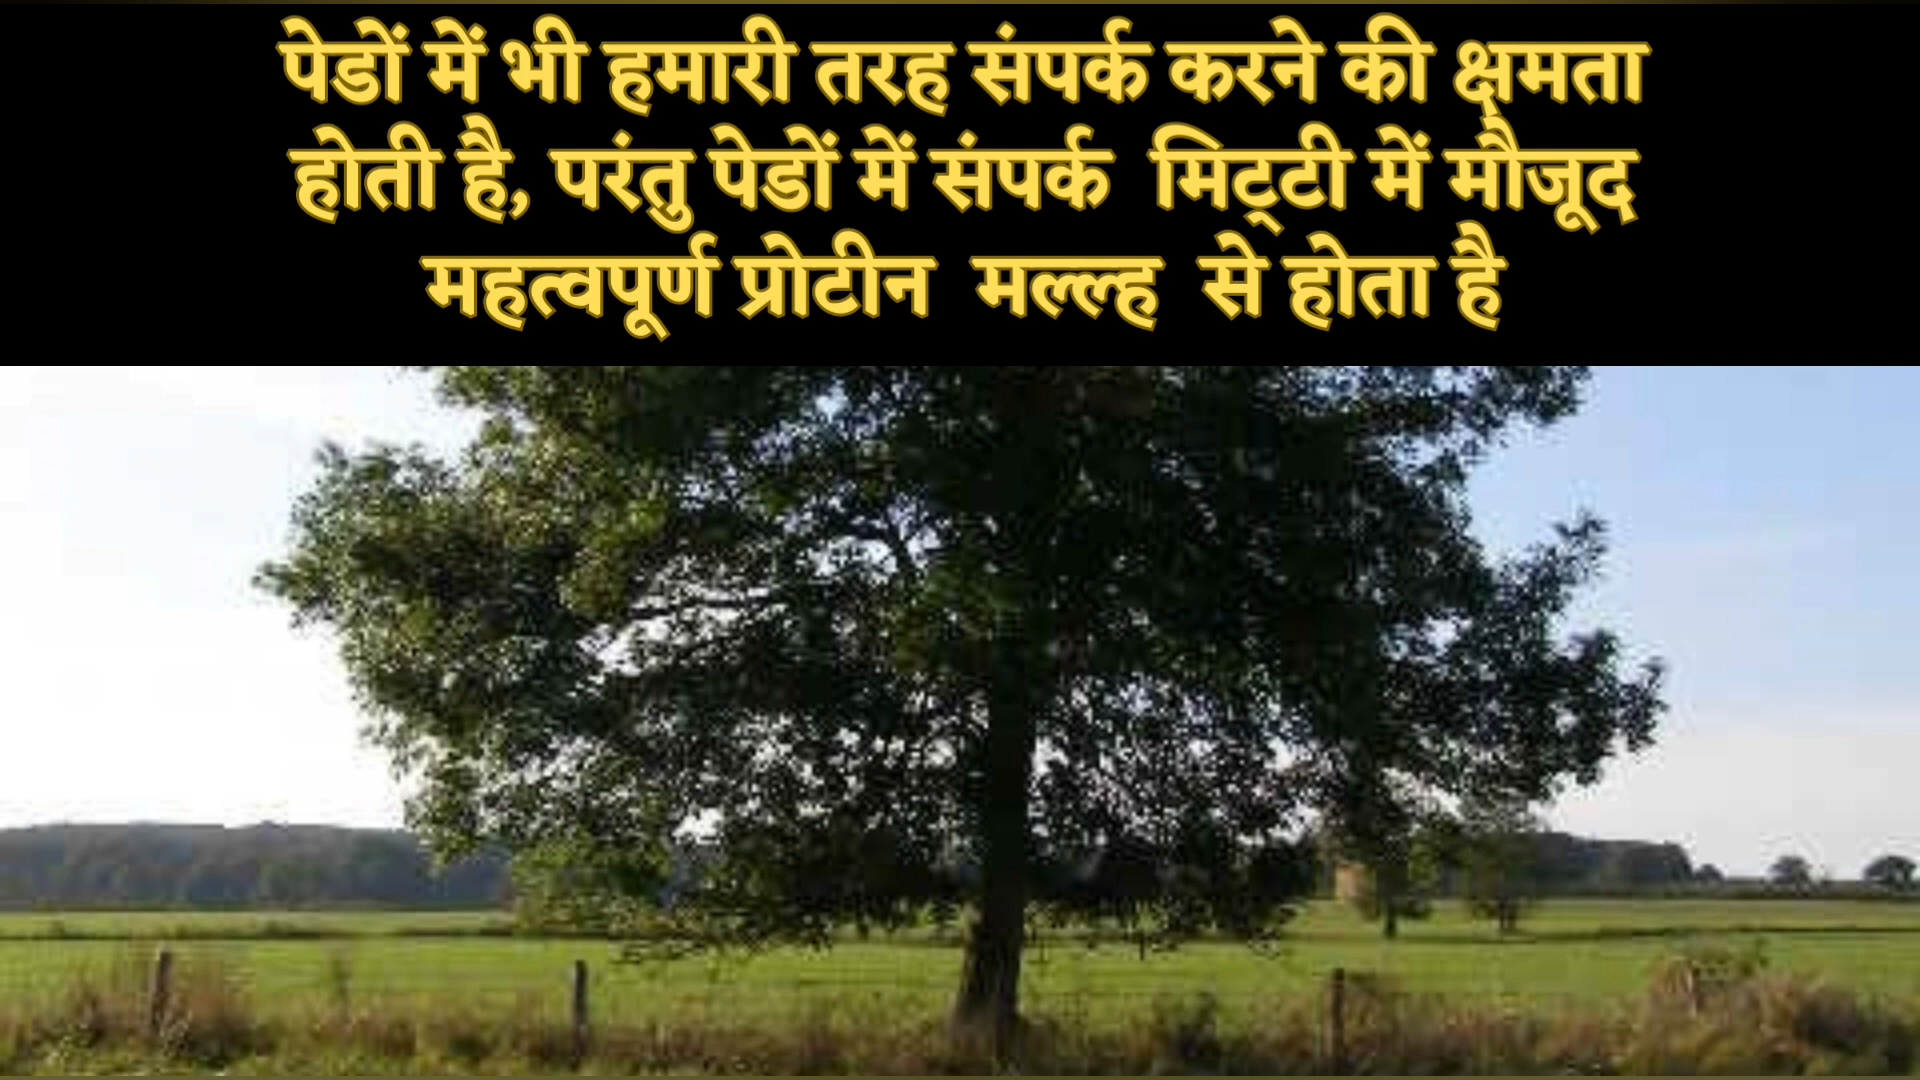 पेडों में भी हमारी तरह संपर्क करने की क्षमता
होती है, परंतु पेडों में संपर्क मिट्टी में मौजूद
महत्वपूर्ण प्रोटीन मल्ल्ह से होता है